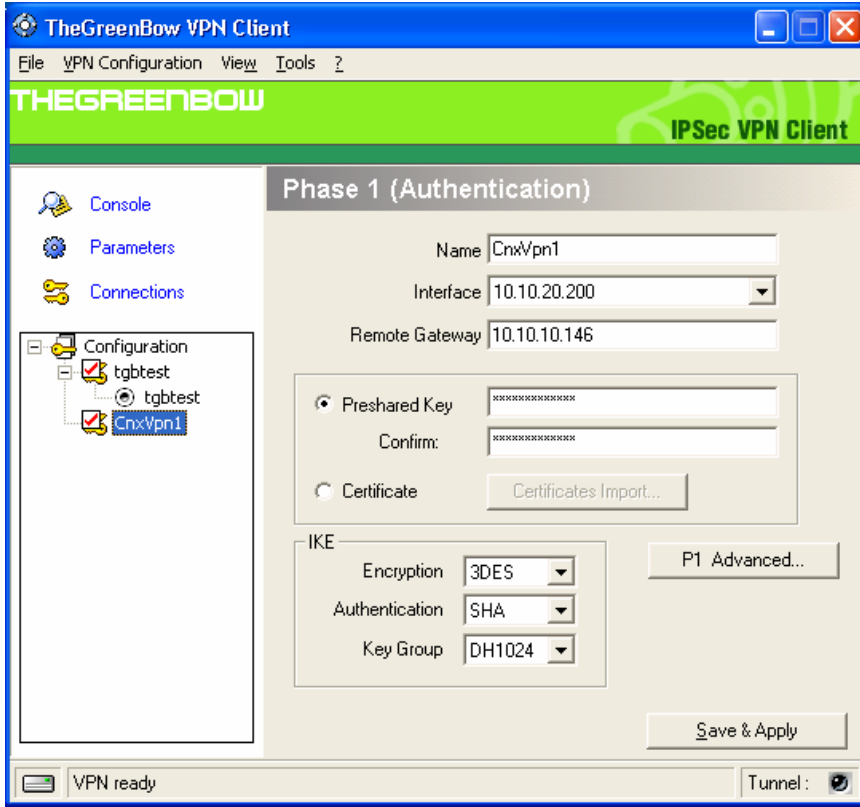 TheGreenBow VPN Client
File VPN Configuration View Tools ?
THEGREENBOW
IPSec VPN Client
Console
Parameters
Connections
Configuration
tgbtest
tgbtest
CnxVpn1
Phase 1 (Authentication)
Name CnxVpn1
Interface 10.10.20.200
Remote Gateway 10.10.10.146
Preshared Key *************
Confirm: *************
Certificate Certificates Import...
IKE
Encryption 3DES
Authentication SHA
Key Group DH1024
P1 Advanced...
Save & Apply
VPN ready
Tunnel :